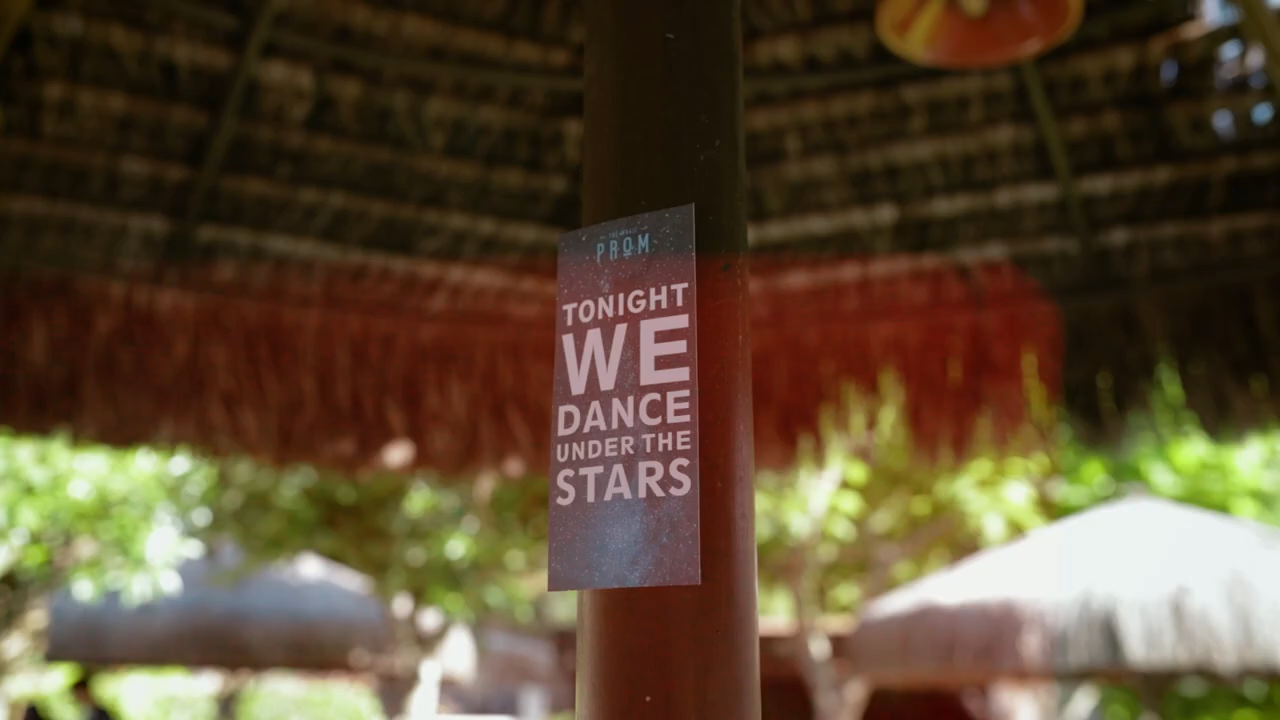 PROM
TONIGHT
WE
DANCE
UNDER THE
STARS